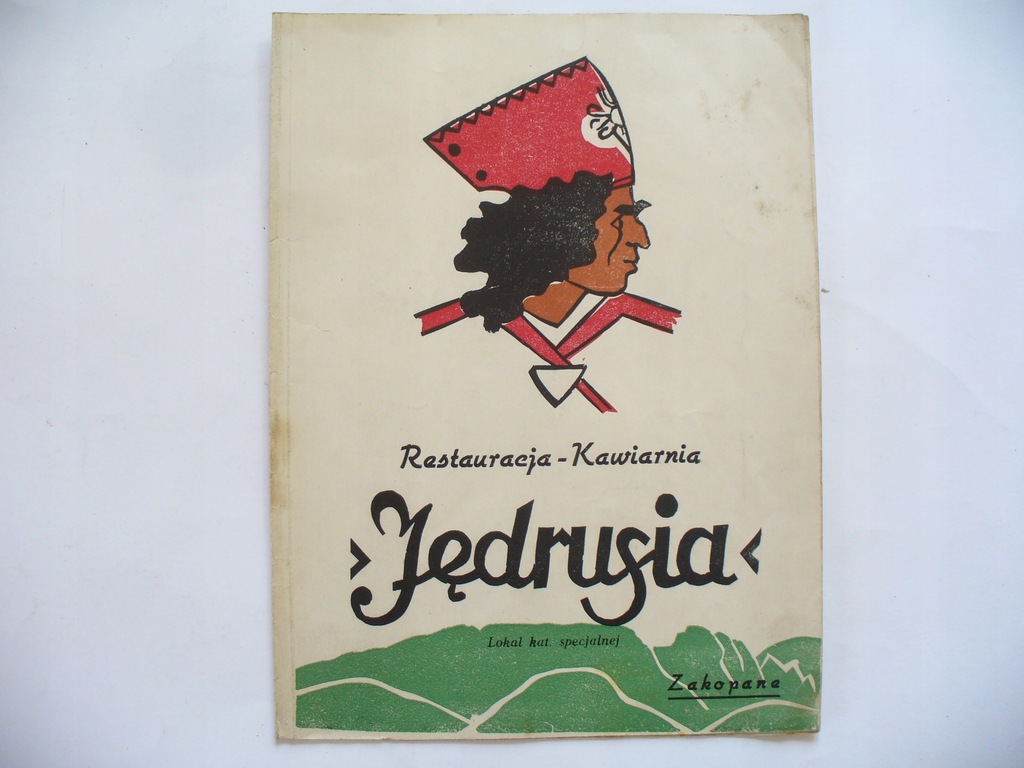 Restauracja - Kawiarnia
›Jędrusia‹
Lokal kat. specjalnej
Zakopane